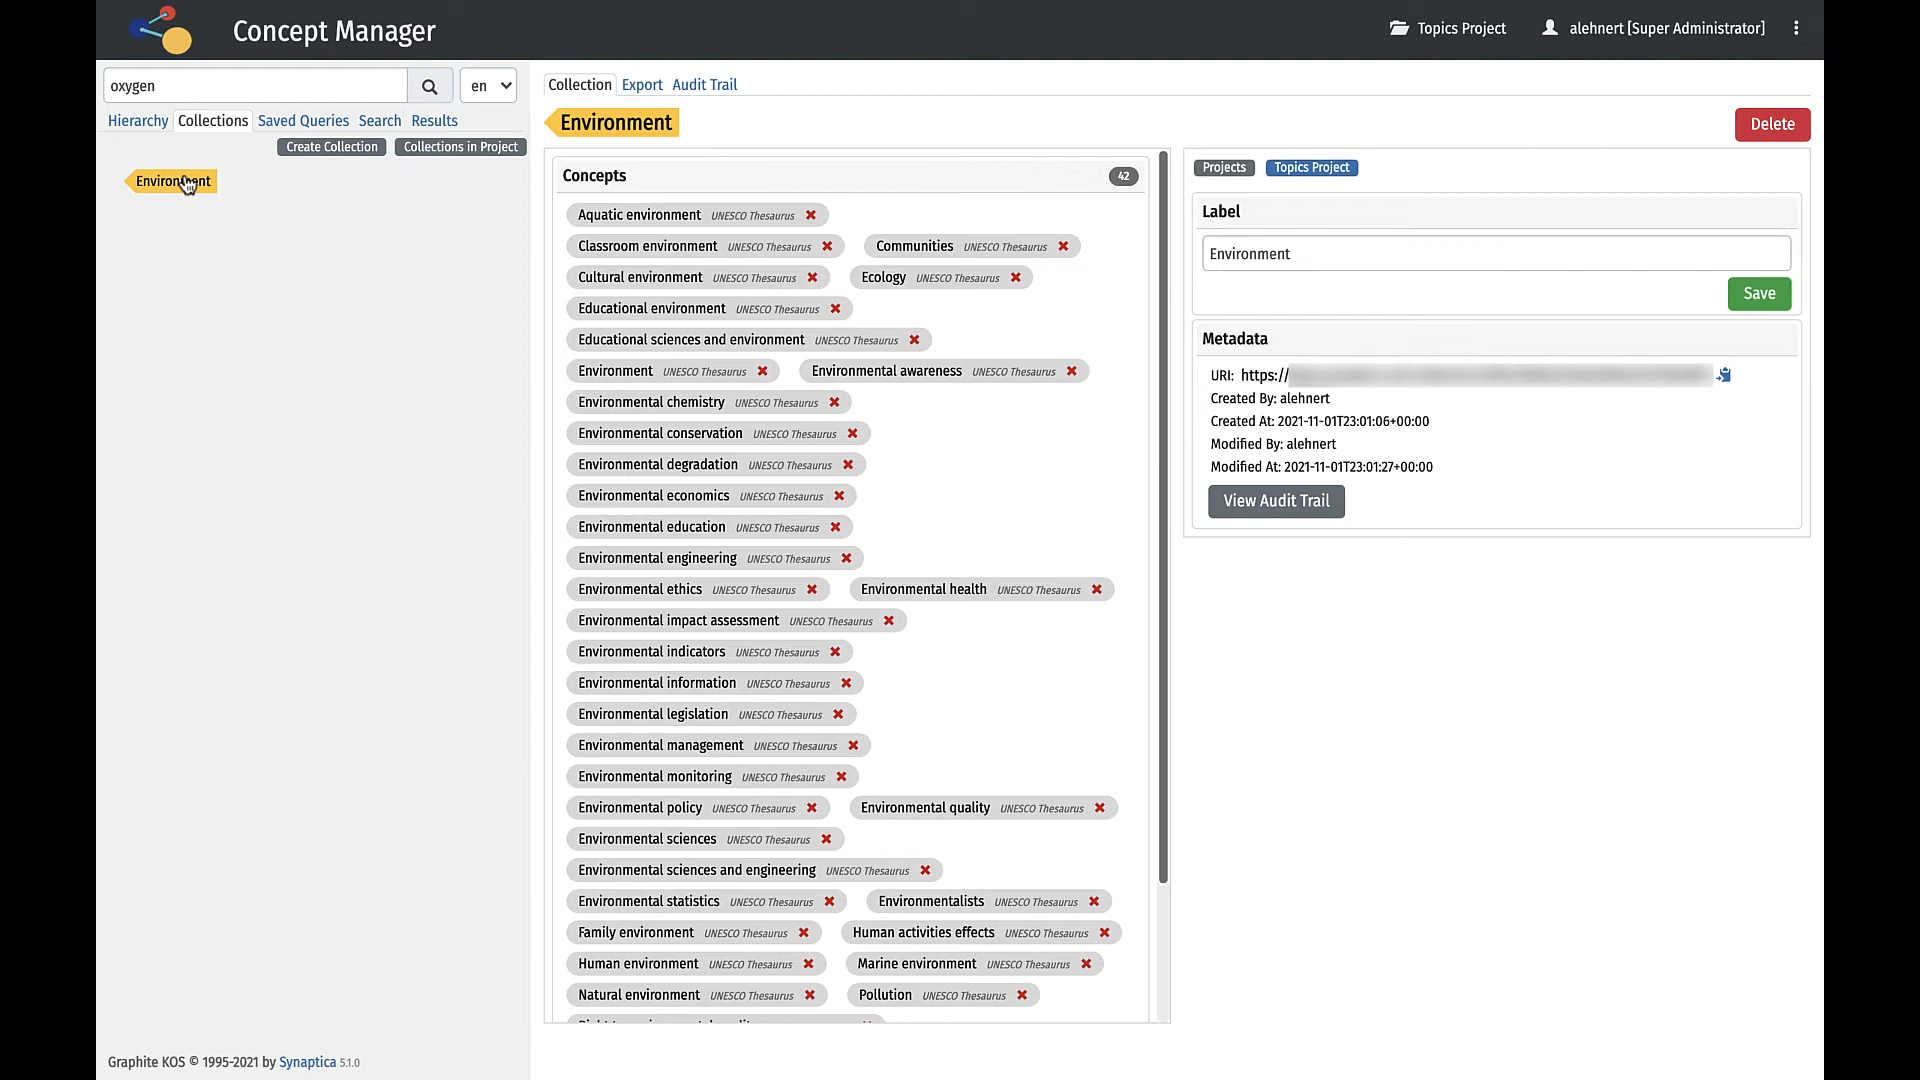 Concept Manager
Topics Project
alehnert [Super Administrator]
oxygen
en
Hierarchy Collections Saved Queries Search Results
Create Collection Collections in Project
Environment
Graphite KOS © 1995-2021 by Synaptica 5.1.0
Collection Export Audit Trail
Environment
Delete
Concepts 42
Aquatic environment UNESCO Thesaurus
Classroom environment UNESCO Thesaurus Communities UNESCO Thesaurus
Cultural environment UNESCO Thesaurus Ecology UNESCO Thesaurus
Educational environment UNESCO Thesaurus
Educational sciences and environment UNESCO Thesaurus
Environment UNESCO Thesaurus Environmental awareness UNESCO Thesaurus
Environmental chemistry UNESCO Thesaurus
Environmental conservation UNESCO Thesaurus
Environmental degradation UNESCO Thesaurus
Environmental economics UNESCO Thesaurus
Environmental education UNESCO Thesaurus
Environmental engineering UNESCO Thesaurus
Environmental ethics UNESCO Thesaurus Environmental health UNESCO Thesaurus
Environmental impact assessment UNESCO Thesaurus
Environmental indicators UNESCO Thesaurus
Environmental information UNESCO Thesaurus
Environmental legislation UNESCO Thesaurus
Environmental management UNESCO Thesaurus
Environmental monitoring UNESCO Thesaurus
Environmental policy UNESCO Thesaurus Environmental quality UNESCO Thesaurus
Environmental sciences UNESCO Thesaurus
Environmental sciences and engineering UNESCO Thesaurus
Environmental statistics UNESCO Thesaurus Environmentalists UNESCO Thesaurus
Family environment UNESCO Thesaurus Human activities effects UNESCO Thesaurus
Human environment UNESCO Thesaurus Marine environment UNESCO Thesaurus
Natural environment UNESCO Thesaurus Pollution UNESCO Thesaurus
Projects Topics Project
Label
Environment
Save
Metadata
URI: https://
Created By: alehnert
Created At: 2021-11-01T23:01:06+00:00
Modified By: alehnert
Modified At: 2021-11-01T23:01:27+00:00
View Audit Trail